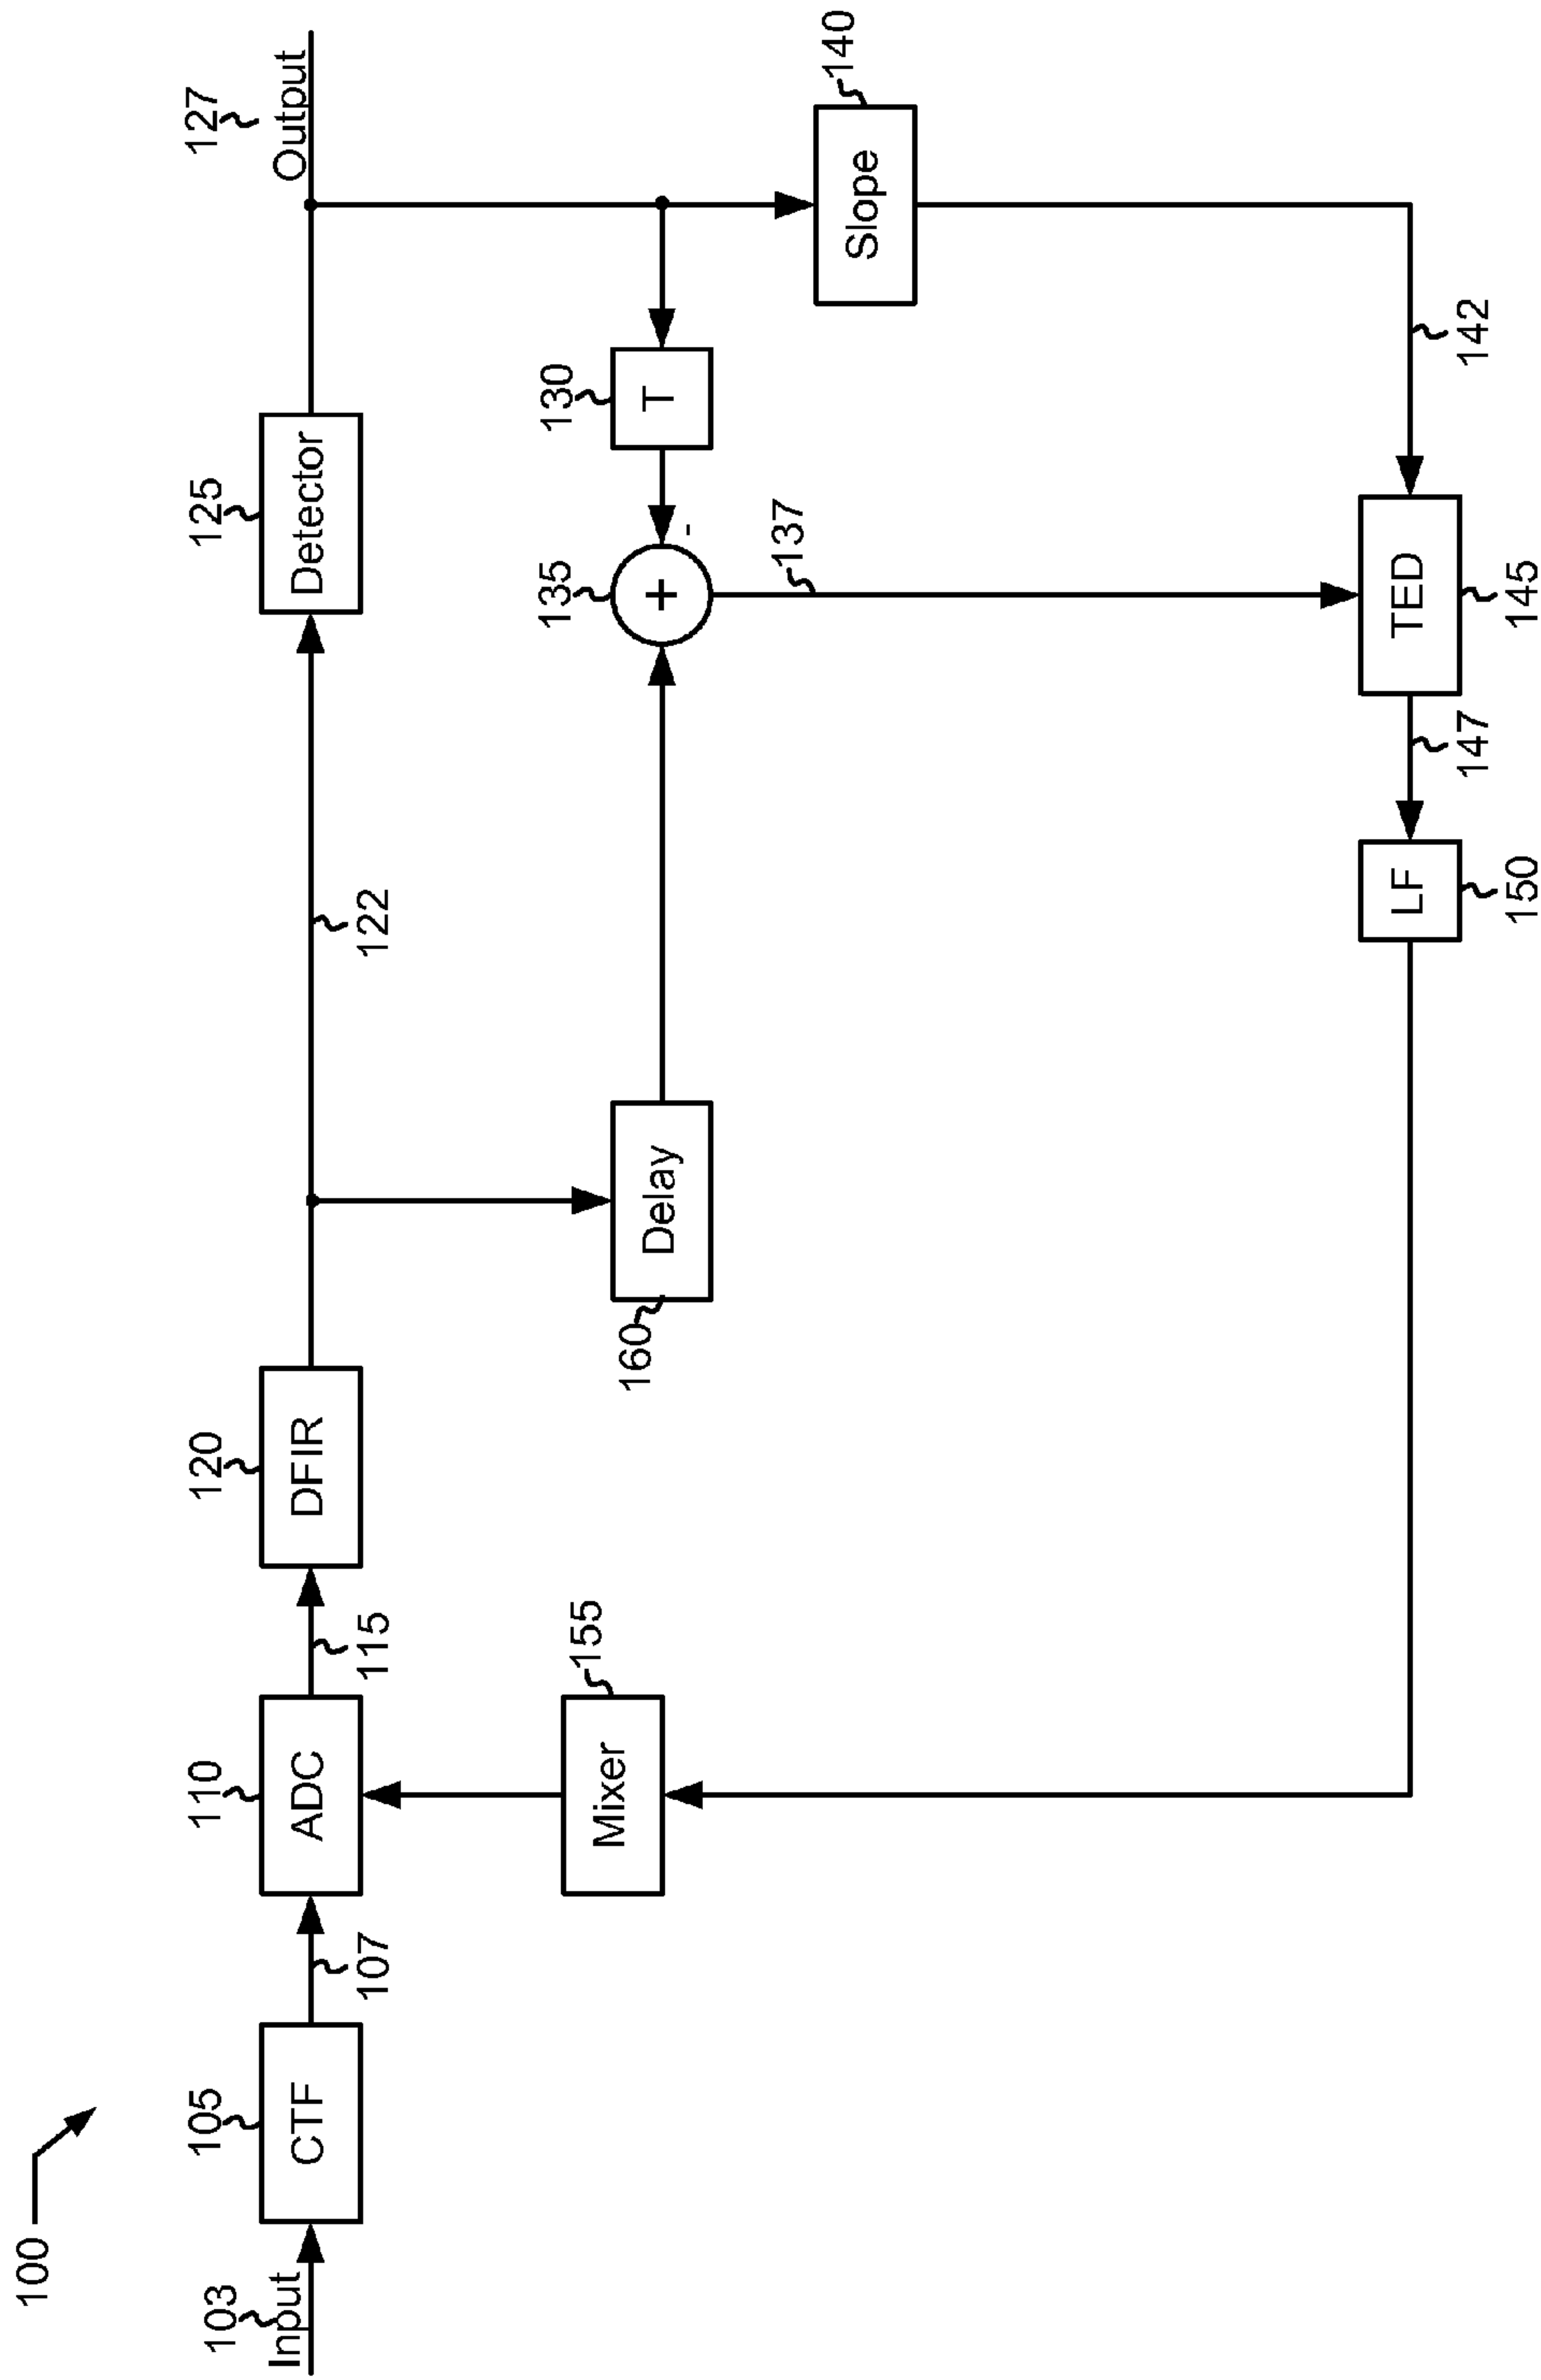 100
103
Input
105
CTF
107
110
ADC
115
120
DFIR
122
125
Detector
127
Output
160
Delay
135
+
-
137
130
T
140
Slope
142
155
Mixer
150
LF
147
145
TED